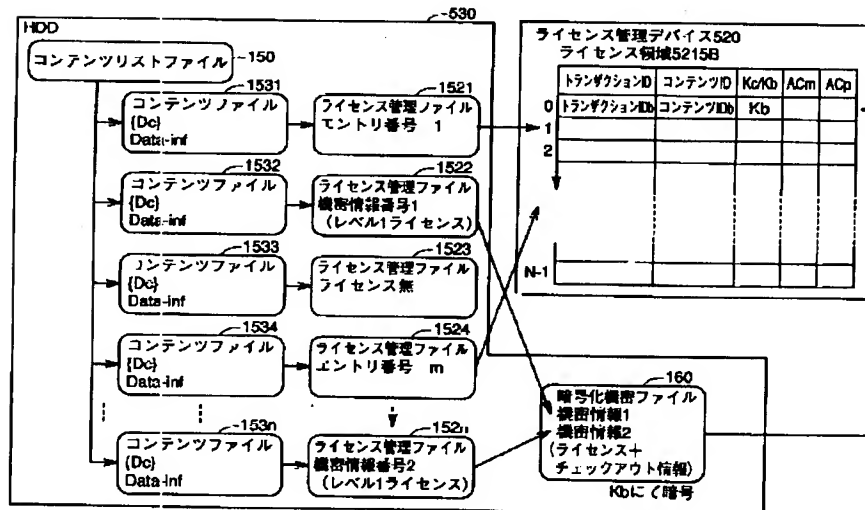 HDD
530
コンテンツリストファイル
150
1531
コンテンツファイル
{Dc}
Data-inf
1521
ライセンス管理ファイル
エントリ番号 1
1532
コンテンツファイル
{Dc}
Data-inf
1522
ライセンス管理ファイル
機密情報番号1
(レベル1ライセンス)
1533
コンテンツファイル
{Dc}
Data-inf
1523
ライセンス管理ファイル
ライセンス無
1534
コンテンツファイル
{Dc}
Data-inf
1524
ライセンス管理ファイル
エントリ番号 m
153n
コンテンツファイル
{Dc}
Data-inf
152n
ライセンス管理ファイル
機密情報番号2
(レベル1ライセンス)
ライセンス管理デバイス520
ライセンス領域5215B
トランザクションID コンテンツID Kc/Kb ACm ACp
0 トランザクションIDb コンテンツIDb Kb
1
2
N-1
160
暗号化機密ファイル
機密情報1
機密情報2
(ライセンス+
チェックアウト情報)
Kbにて暗号